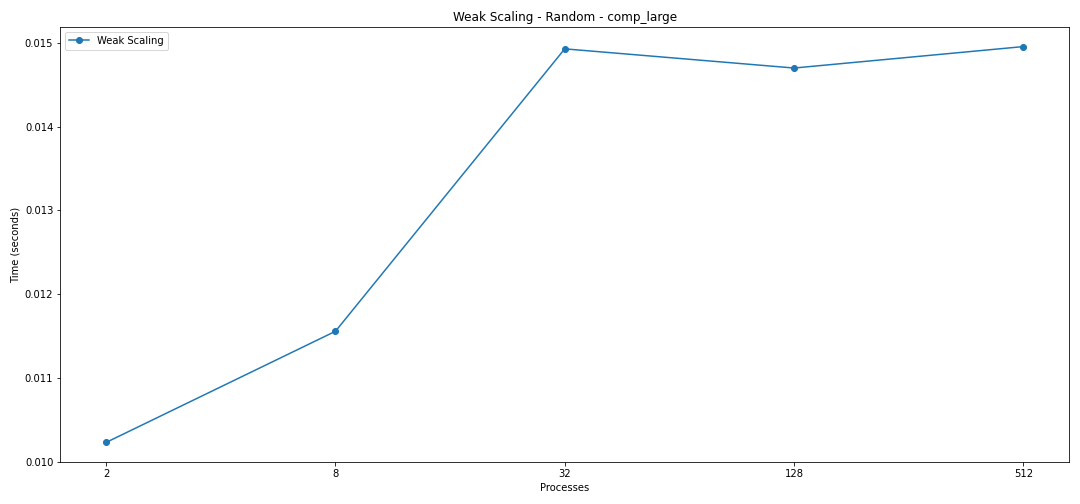 Weak Scaling - Random - comp_large
Weak Scaling
0.015
0.014
0.013
0.012
0.011
0.010
Time (seconds)
2 8 32 128 512
Processes